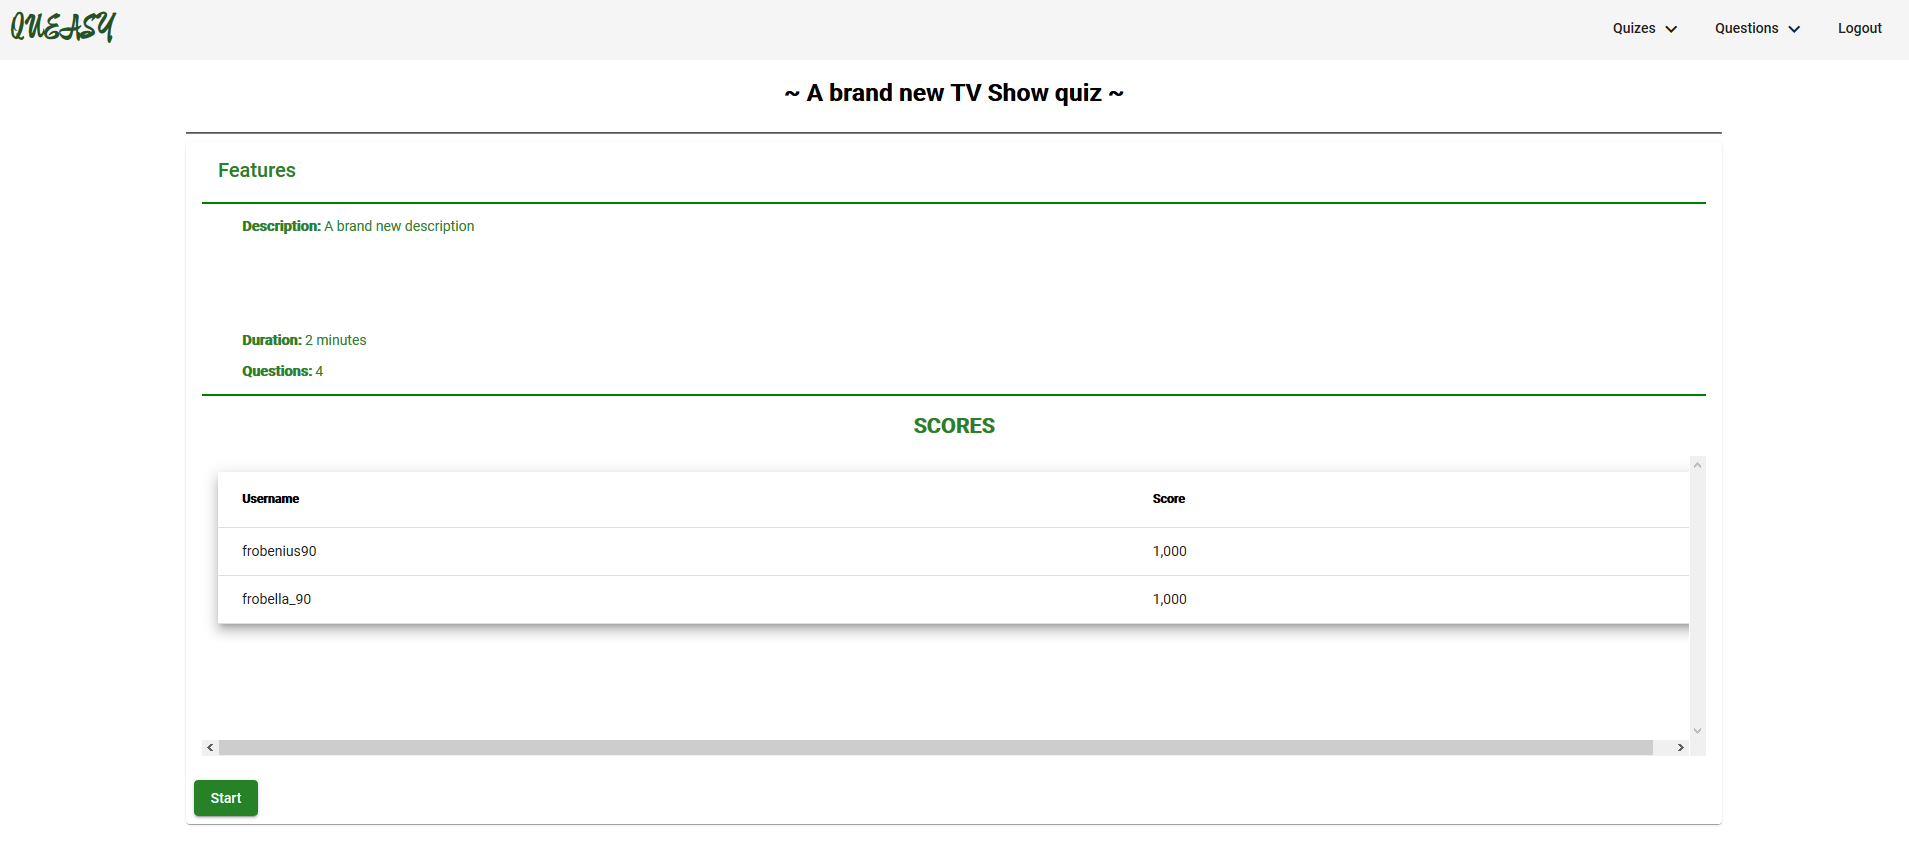 QUEASY
Quizes Questions Logout
~ A brand new TV Show quiz ~
Features
Description: A brand new description
Duration: 2 minutes
Questions: 4
SCORES
Username Score
frobenius90 1,000
frobella_90 1,000
Start